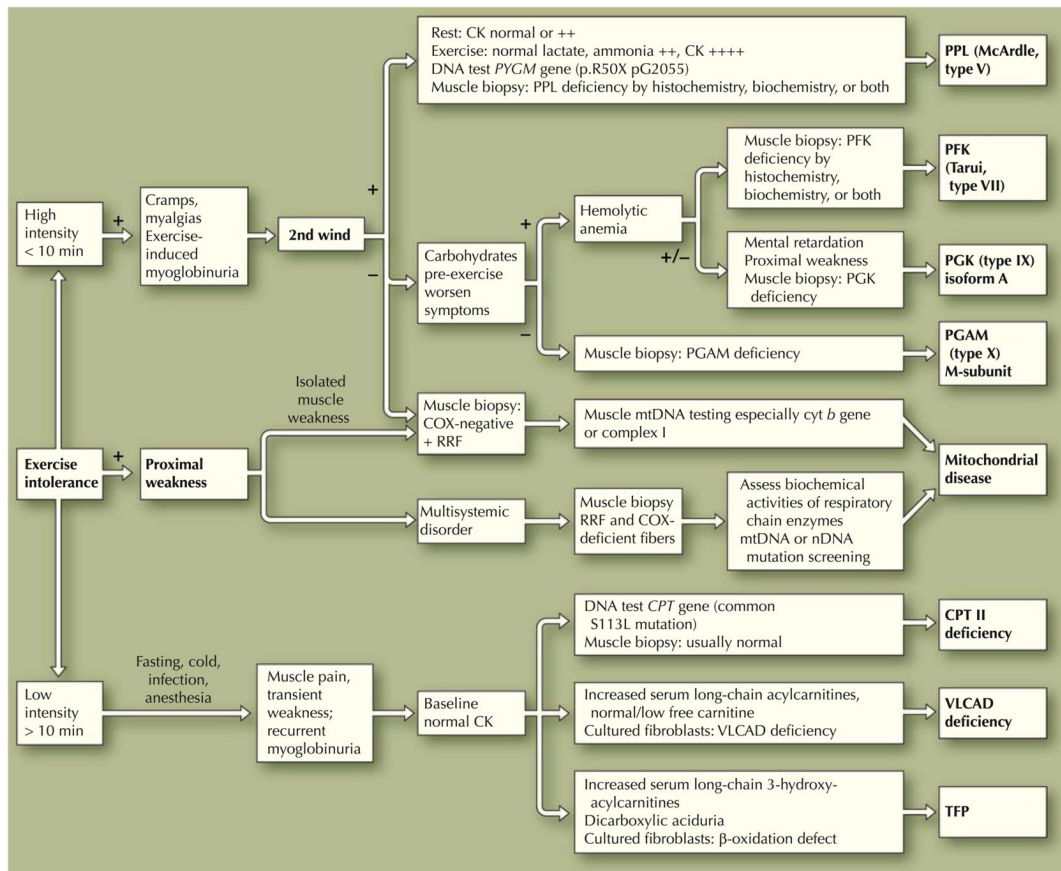 Rest: CK normal or ++
Exercise: normal lactate, ammonia ++, CK ++++
DNA test PYGM gene (p.R50X pG2055)
Muscle biopsy: PPL deficiency by histochemistry, biochemistry, or both
PPL (McArdle,
type V)
High
intensity
< 10 min
+
Cramps,
myalgias
Exercise-
induced
myoglobinuria
2nd wind
+
–
Carbohydrates
pre-exercise
worsen
symptoms
+
–
Hemolytic
anemia
+/–
Muscle biopsy: PFK
deficiency by
histochemistry,
biochemistry, or both
PFK
(Tarui,
type VII)
Mental retardation
Proximal weakness
Muscle biopsy: PGK
deficiency
PGK (type IX)
isoform A
Muscle biopsy: PGAM deficiency
PGAM
(type X)
M-subunit
Exercise
intolerance
+
Proximal
weakness
Isolated
muscle
weakness
Muscle biopsy:
COX-negative
+ RRF
Muscle mtDNA testing especially cyt b gene
or complex I
Mitochondrial
disease
Multisystemic
disorder
Muscle biopsy
RRF and COX-
deficient fibers
Assess biochemical
activities of respiratory
chain enzymes
mtDNA or nDNA
mutation screening
Low
intensity
> 10 min
Fasting, cold,
infection,
anesthesia
Muscle pain,
transient
weakness;
recurrent
myoglobinuria
Baseline
normal CK
DNA test CPT gene (common
S113L mutation)
Muscle biopsy: usually normal
CPT II
deficiency
Increased serum long-chain acylcarnitines,
normal/low free carnitine
Cultured fibroblasts: VLCAD deficiency
VLCAD
deficiency
Increased serum long-chain 3-hydroxy-
acylcarnitines
Dicarboxylic aciduria
Cultured fibroblasts: β-oxidation defect
TFP